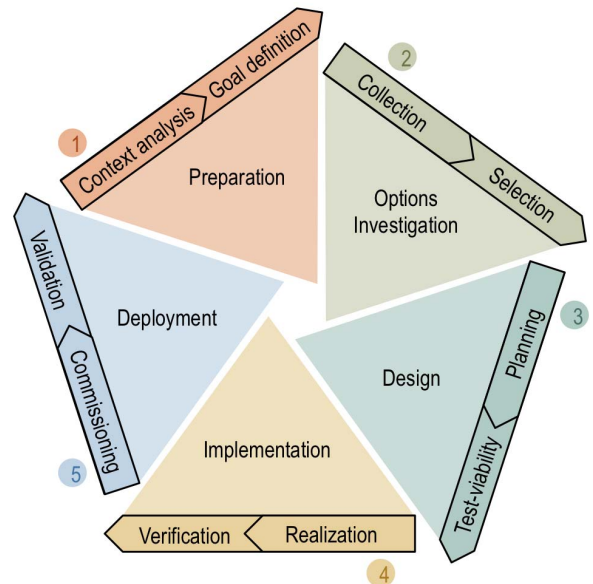 1
Context analysis
Goal definition
Preparation
2
Collection
Selection
Options
Investigation
3
Planning
Test-viability
Design
4
Realization
Verification
Implementation
5
Commissioning
Validation
Deployment